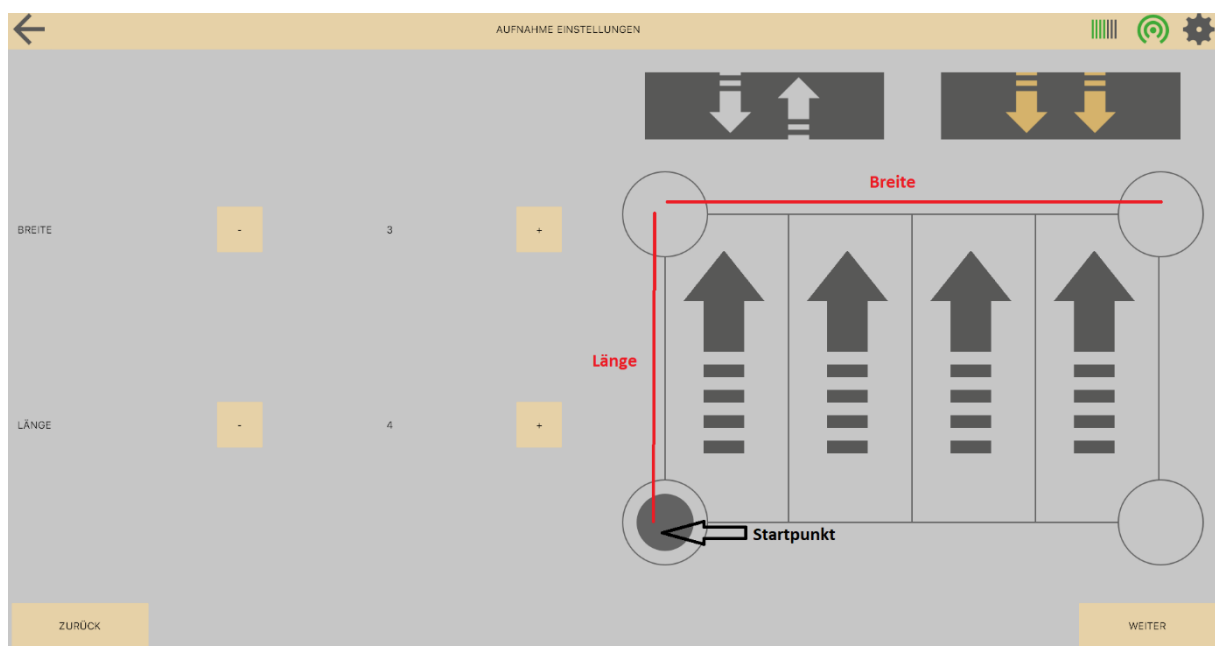 AUFNAHME EINSTELLUNGEN
Breite
BREITE - 3 +
Länge
LÄNGE - 4 +
Startpunkt
ZURÜCK
WEITER